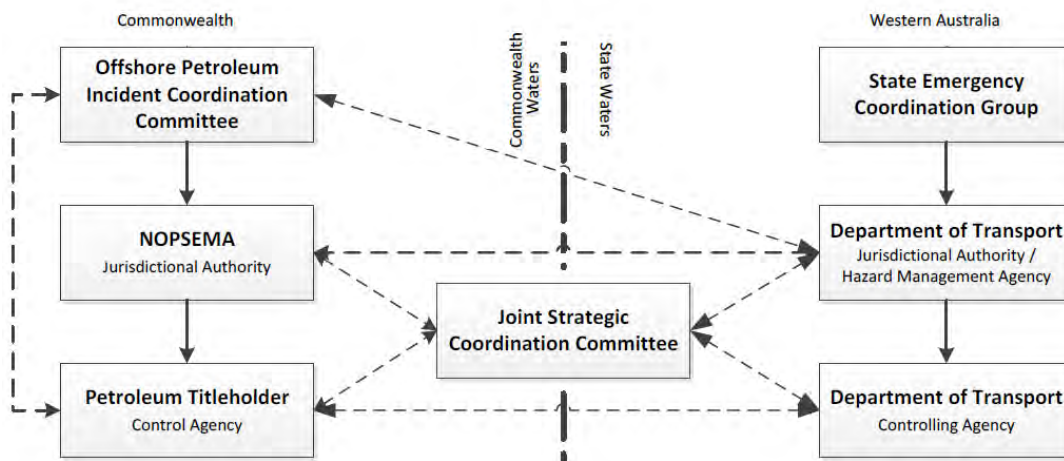 Commonwealth
Western Australia
Offshore Petroleum
Incident Coordination
Committee
Commonwealth
Waters
State Waters
State Emergency
Coordination Group
NOPSEMA
Jurisdictional Authority
Department of Transport
Jurisdictional Authority /
Hazard Management Agency
Joint Strategic
Coordination Committee
Petroleum Titleholder
Control Agency
Department of Transport
Controlling Agency